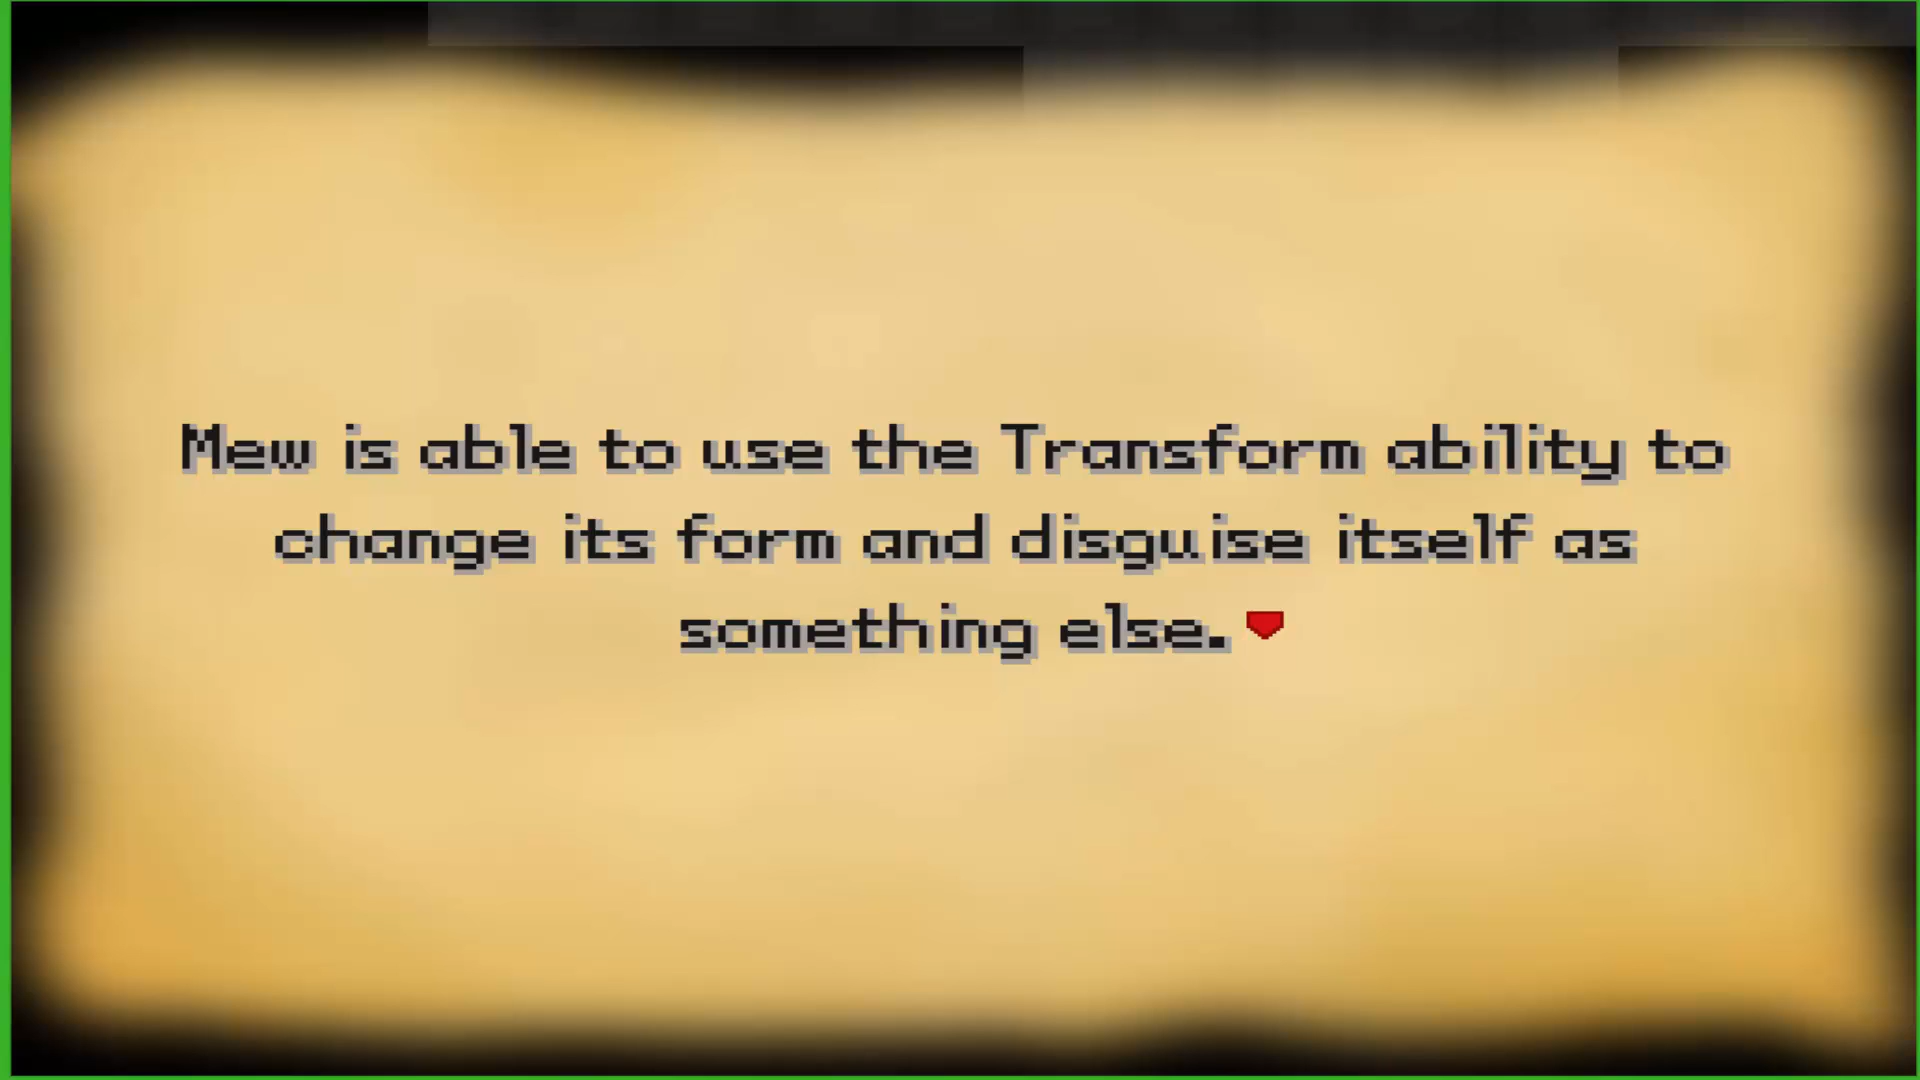 Mew is able to use the Transform ability to
change its form and disguise itself as
something else.